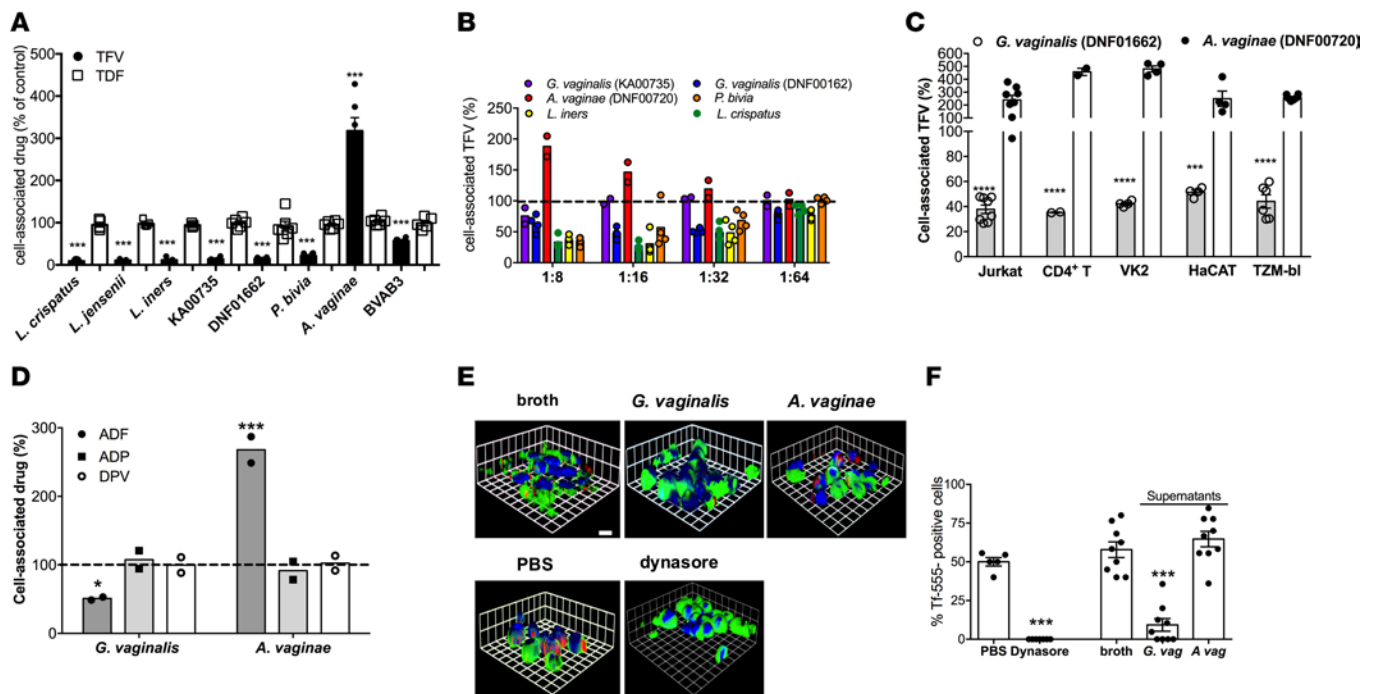 A
cell-associated drug (% of control)
500
400
300
200
100
0
TFV
TDF
***
***
***
***
***
***
***
***
L. crispatus
L. jensenii
L. iners
KA00735
DNF01662
P. bivia
A. vaginae
BVAB3
B
G. vaginalis (KA00735)
G. vaginalis (DNF00162)
A. vaginae (DNF00720)
P. bivia
L. iners
L. crispatus
cell-associated TFV (%)
250
200
150
100
50
0
1:8
1:16
1:32
1:64
C
G. vaginalis (DNF01662)
A. vaginae (DNF00720)
Cell-associated TFV (%)
600
500
400
300
200
100
100
80
60
40
20
0
****
****
****
***
****
Jurkat
CD4+ T
VK2
HaCAT
TZM-bl
D
Cell-associated drug (%)
300
200
100
0
ADF
ADP
DPV
*
***
G. vaginalis
A. vaginae
E
broth
G. vaginalis
A. vaginae
PBS
dynasore
F
% Tf-555- positive cells
100
75
50
25
0
Supernatants
***
***
PBS Dynasore
broth
G. vag
A vag